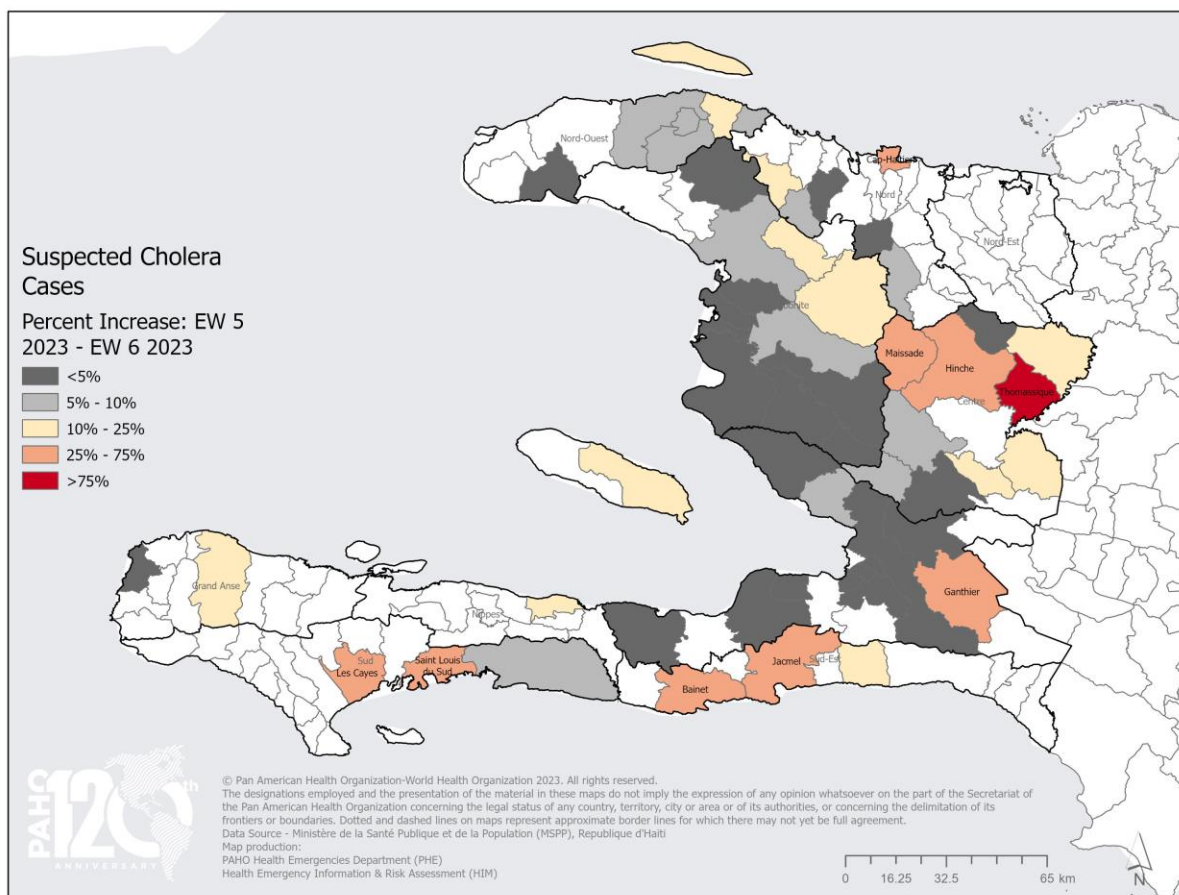 Nord-Ouest
Cap-Haitien
Nord
Nord-Est
Suspected Cholera
Cases
Percent Increase: EW 5
2023 - EW 6 2023
<5%
5% - 10%
10% - 25%
25% - 75%
>75%
Maissade
Hinche
Thomassique
Centre
Grand Anse
Nippes
Ganthier
Sud
Les Cayes
Saint Louis
du Sud
Jacmel
Sud-Est
Bainet
PAHO
120th
ANNIVERSARY
© Pan American Health Organization-World Health Organization 2023. All rights reserved.
The designations employed and the presentation of the material in these maps do not imply the expression of any opinion whatsoever on the part of the Secretariat of
the Pan American Health Organization concerning the legal status of any country, territory, city or area or of its authorities, or concerning the delimitation of its
frontiers or boundaries. Dotted and dashed lines on maps represent approximate border lines for which there may not yet be full agreement.
Data Source - Ministère de la Santé Publique et de la Population (MSPP), Republique d'Haiti
Map production:
PAHO Health Emergencies Department (PHE)
Health Emergency Information & Risk Assessment (HIM)
0 16.25 32.5 65 km
N